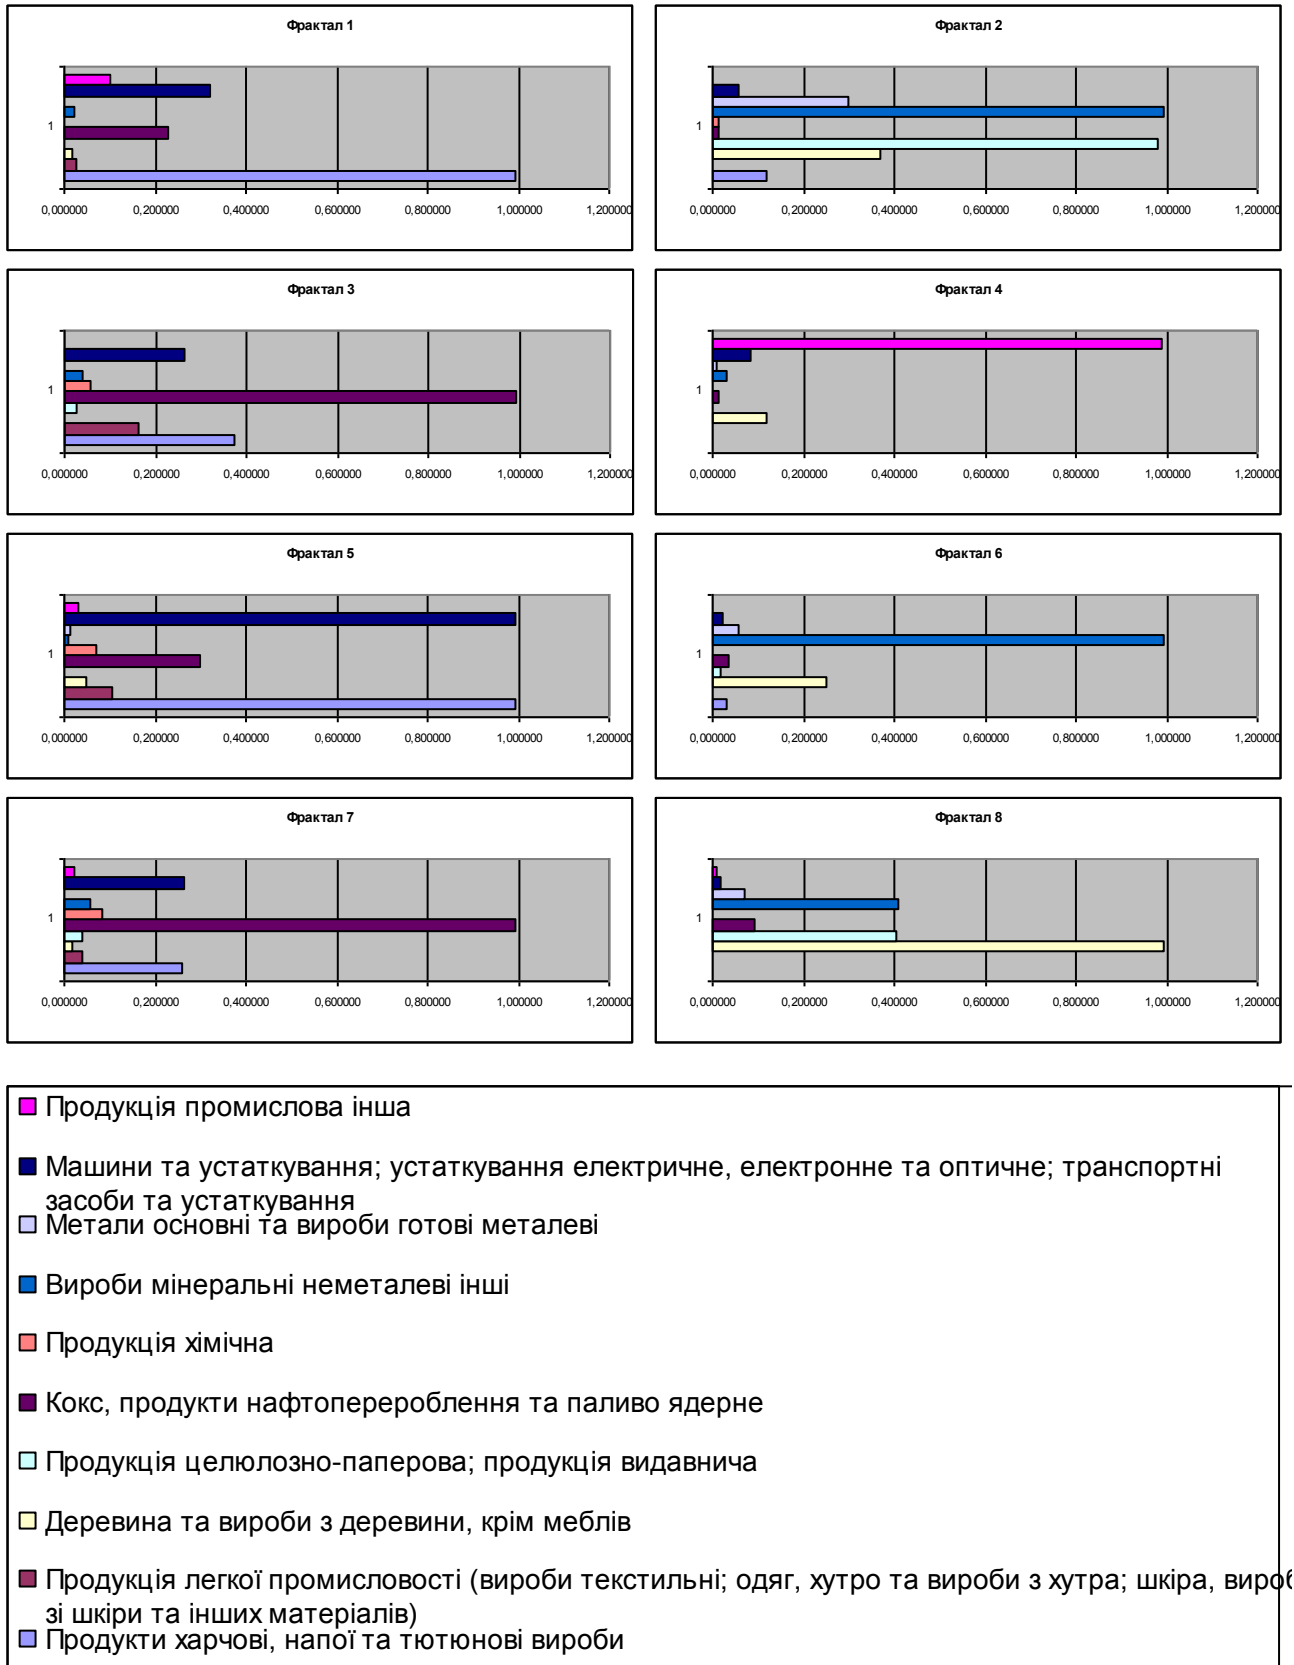 Фрактал 1
1
0,000000 0,200000 0,400000 0,600000 0,800000 1,000000 1,200000
Фрактал 2
1
0,000000 0,200000 0,400000 0,600000 0,800000 1,000000 1,200000
Фрактал 3
1
0,000000 0,200000 0,400000 0,600000 0,800000 1,000000 1,200000
Фрактал 4
1
0,000000 0,200000 0,400000 0,600000 0,800000 1,000000 1,200000
Фрактал 5
1
0,000000 0,200000 0,400000 0,600000 0,800000 1,000000 1,200000
Фрактал 6
1
0,000000 0,200000 0,400000 0,600000 0,800000 1,000000 1,200000
Фрактал 7
1
0,000000 0,200000 0,400000 0,600000 0,800000 1,000000 1,200000
Фрактал 8
1
0,000000 0,200000 0,400000 0,600000 0,800000 1,000000 1,200000
Продукція промислова інша
Машини та устаткування; устаткування електричне, електронне та оптичне; транспортні
засоби та устаткування
Метали основні та вироби готові металеві
Вироби мінеральні неметалеві інші
Продукція хімічна
Кокс, продукти нафтоперероблення та паливо ядерне
Продукція целюлозно-паперова; продукція видавнича
Деревина та вироби з деревини, крім меблів
Продукція легкої промисловості (вироби текстильні; одяг, хутро та вироби з хутра; шкіра, вироб
зі шкіри та інших матеріалів)
Продукти харчові, напої та тютюнові вироби